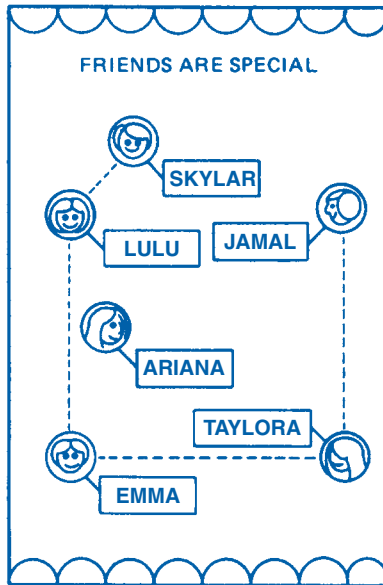 FRIENDS ARE SPECIAL
SKYLAR
LULU
JAMAL
ARIANA
TAYLORA
EMMA